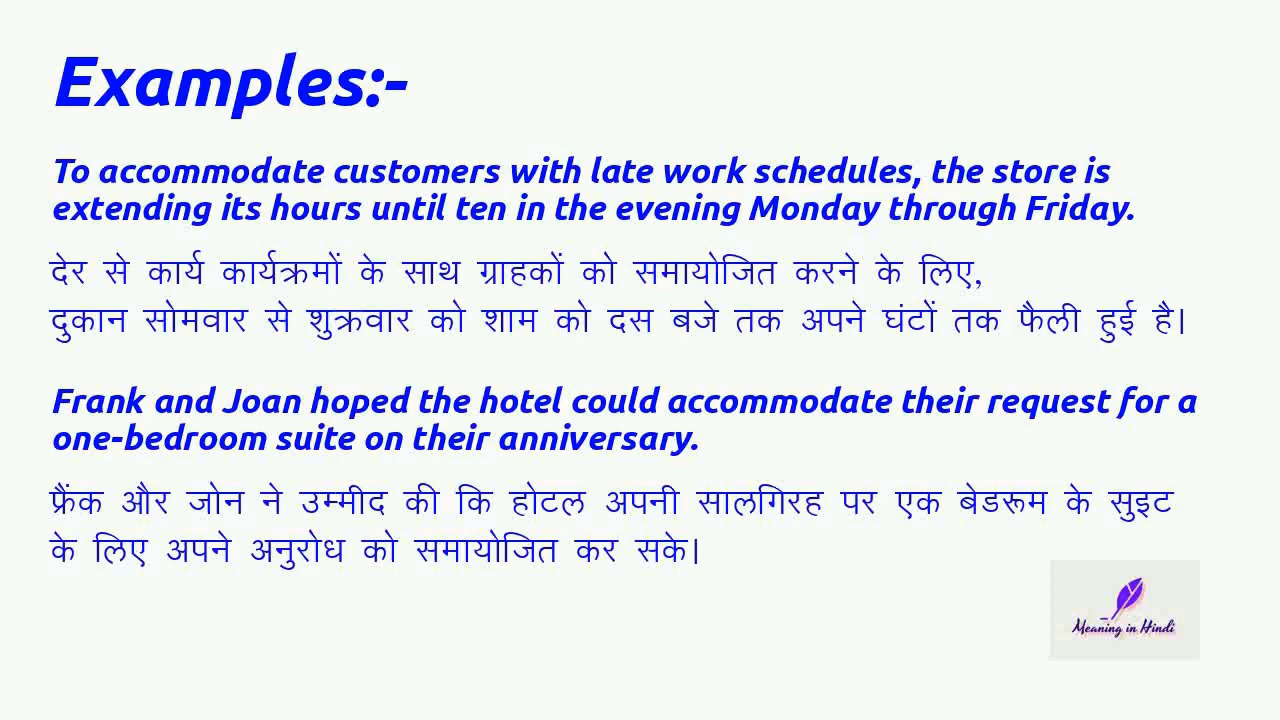 Examples:-
To accommodate customers with late work schedules, the store is
extending its hours until ten in the evening Monday through Friday.
देर से कार्य कार्यक्रमों के साथ ग्राहकों को समायोजित करने के लिए,
दुकान सोमवार से शुक्रवार को शाम को दस बजे तक अपने घंटों तक फैली हुई है।
Frank and Joan hoped the hotel could accommodate their request for a
one-bedroom suite on their anniversary.
फ्रैंक और जोन ने उम्मीद की कि होटल अपनी सालगिरह पर एक बेडरूम के सुइट
के लिए अपने अनुरोध को समायोजित कर सके।
Meaning in Hindi